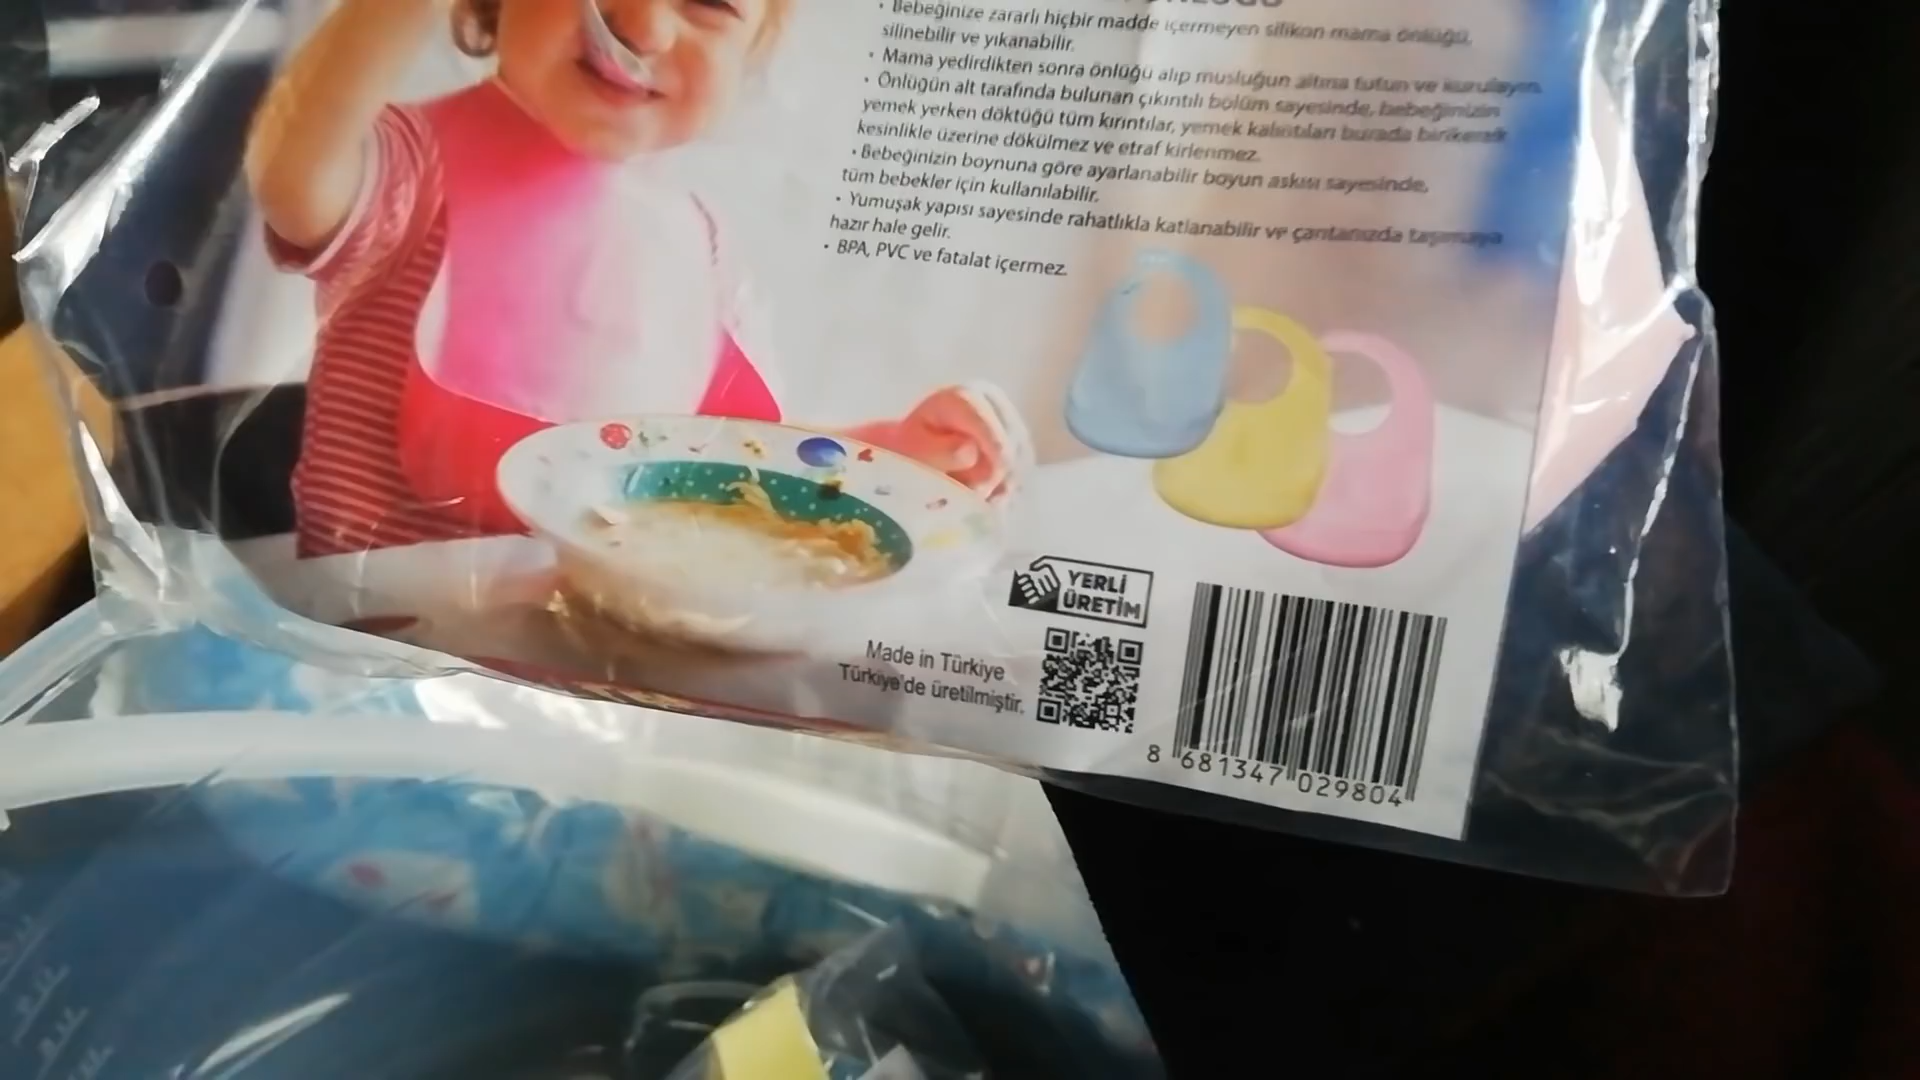 • Bebeğinize zararlı hiçbir madde içermeyen silikon mama önlüğü,
silinebilir ve yıkanabilir.
• Mama yedirdikten sonra önlüğü alıp musluğun altına tutun ve kurulayın.
• Önlüğün alt tarafında bulunan çıkıntılı bölüm sayesinde, bebeğinizin
yemek yerken döktüğü tüm kırıntılar, yemek kalıntıları burada birikerek
kesinlikle üzerine dökülmez ve etraf kirlenmez.
• Bebeğinizin boynuna göre ayarlanabilir boyun askısı sayesinde,
tüm bebekler için kullanılabilir.
• Yumuşak yapısı sayesinde rahatlıkla katlanabilir ve çantanızda taşımaya
hazır hale gelir.
• BPA, PVC ve fatalat içermez.
YERLİ
ÜRETİM
Made in Türkiye
Türkiye'de üretilmiştir.
8 681347 029804